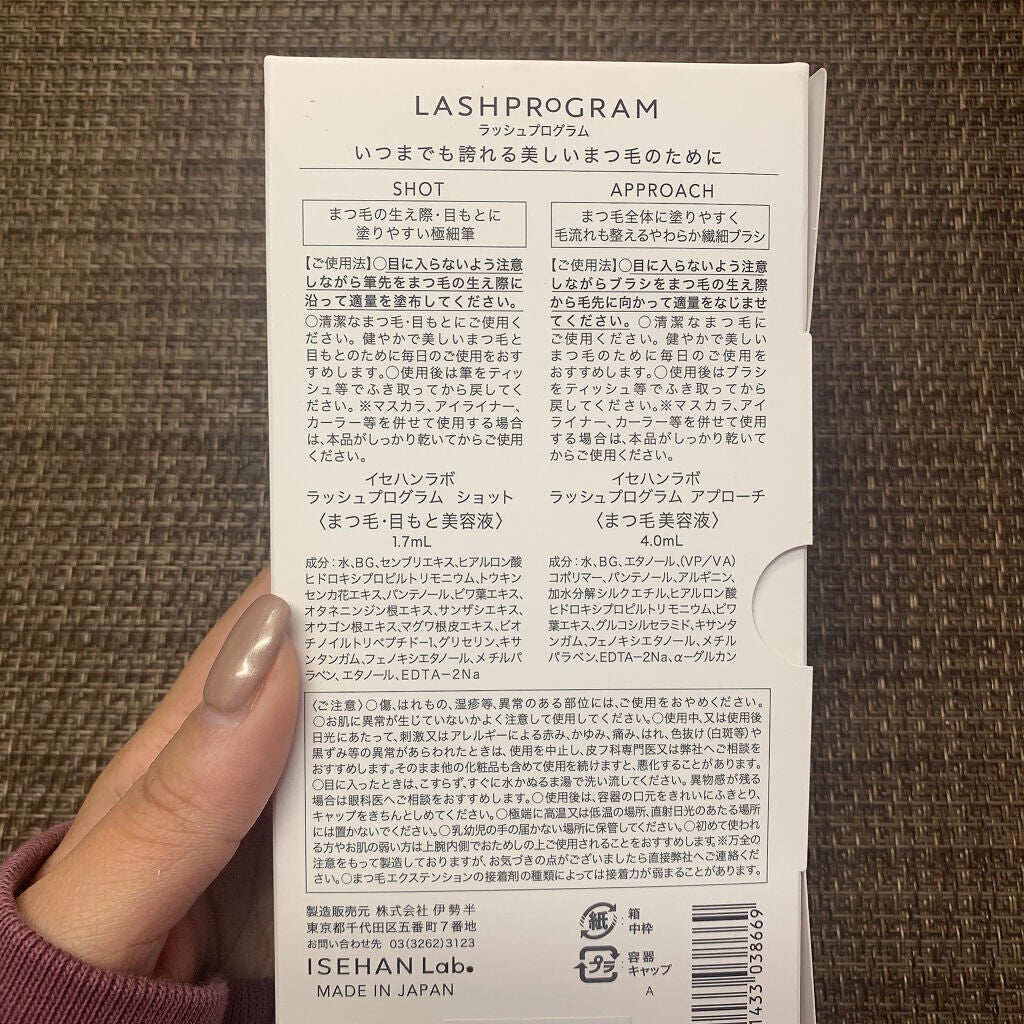 LASHPROGRAM
ラッシュプログラム
いつまでも誇れる美しいまつ毛のために
SHOT
まつ毛の生え際・目もとに
塗りやすい極細筆
【ご使用法】○目に入らないよう注意
しながら筆先をまつ毛の生え際に
沿って適量を塗布してください。
○清潔なまつ毛・目もとにご使用く
ださい。健やかで美しいまつ毛と
目もとのために毎日のご使用をおす
すめします。○使用後は筆をティッ
シュ等でふき取ってから戻してく
ださい。※マスカラ、アイライナー、
カーラー等を併せて使用する場合
は、本品がしっかり乾いてからご使用
ください。
イセハンラボ
ラッシュプログラム ショット
〈まつ毛・目もと美容液〉
1.7mL
成分：水、BG、センブリエキス、ヒアルロン酸
ヒドロキシプロピルトリモニウム、トウキン
センカ花エキス、パンテノール、ビワ葉エキス、
オタネニンジン根エキス、サンザシエキス、
オウゴン根エキス、マグワ根皮エキス、ビオ
チノイルトリペプチド-1、グリセリン、キサ
ンタンガム、フェノキシエタノール、メチルパ
ラベン、エタノール、EDTA-2Na
APPROACH
まつ毛全体に塗りやすく
毛流れも整えるやわらか繊細ブラシ
【ご使用法】○目に入らないよう注意
しながらブラシをまつ毛の生え際
から毛先に向かって適量をなじませ
てください。○清潔なまつ毛に
ご使用ください。健やかで美しい
まつ毛のために毎日のご使用を
おすすめします。○使用後はブラシ
をティッシュ等でふき取ってから
戻してください。※マスカラ、アイ
ライナー、カーラー等を併せて使用
する場合は、本品がしっかり乾いて
からご使用ください。
イセハンラボ
ラッシュプログラム アプローチ
〈まつ毛美容液〉
4.0mL
成分：水、BG、エタノール、（VP/VA）
コポリマー、パンテノール、アルギニン、
加水分解シルクエチル、ヒアルロン酸
ヒドロキシプロピルトリモニウム、ビワ
葉エキス、グルコシルセラミド、キサンタ
ンガム、フェノキシエタノール、メチル
パラベン、EDTA-2Na、α-グルカン
〈ご注意〉○傷、はれもの、湿疹等、異常のある部位には、ご使用をおやめください。
○お肌に異常が生じていないかよく注意して使用してください。○使用中、又は使用後
日光にあたって、刺激又はアレルギーによる赤み、かゆみ、痛み、はれ、色抜け（白斑等）や
黒ずみ等の異常があらわれたときは、使用を中止し、皮フ科専門医又は弊社へご相談を
おすすめします。そのまま他の化粧品も含めて使用を続けますと、悪化することがあります。
○目に入ったときは、こすらず、すぐに水かぬるま湯で洗い流してください。異物感が残る
場合は眼科医へご相談をおすすめします。○使用後は、容器の口元をきれいにふきとり、
キャップをきちんとしめてください。○極端に高温又は低温の場所、直射日光のあたる場所
には置かないでください。○乳幼児の手の届かない場所に保管してください。○初めて使われ
る方やお肌の弱い方は上腕内側でおためしの上ご使用されることをおすすめします。※万全の
注意をもって製造しておりますが、お気づきの点がございましたら直接弊社へご連絡くだ
さい。○まつ毛エクステンションの接着剤の種類によっては接着力が弱まることがあります。
製造販売元 株式会社 伊勢半
東京都千代田区五番町7番地
お問い合わせ先 03(3262)3123
ISEHAN Lab.
MADE IN JAPAN
紙
箱
中枠
プラ
容器
キャップ
A
1433 038669